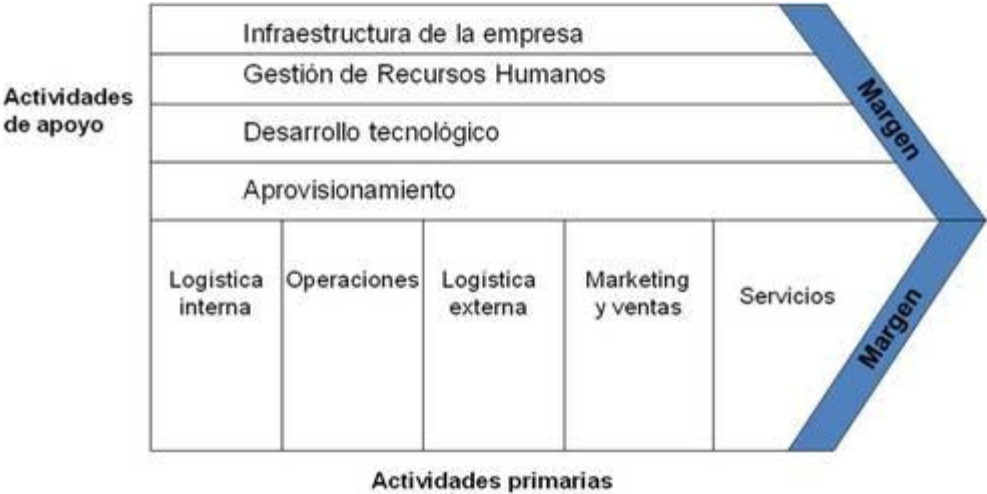 Infraestructura de la empresa
Gestión de Recursos Humanos
Actividades
de apoyo
Desarrollo tecnológico
Aprovisionamiento
Margen
Logística
interna
Operaciones
Logística
externa
Marketing
y ventas
Servicios
Margen
Actividades primarias